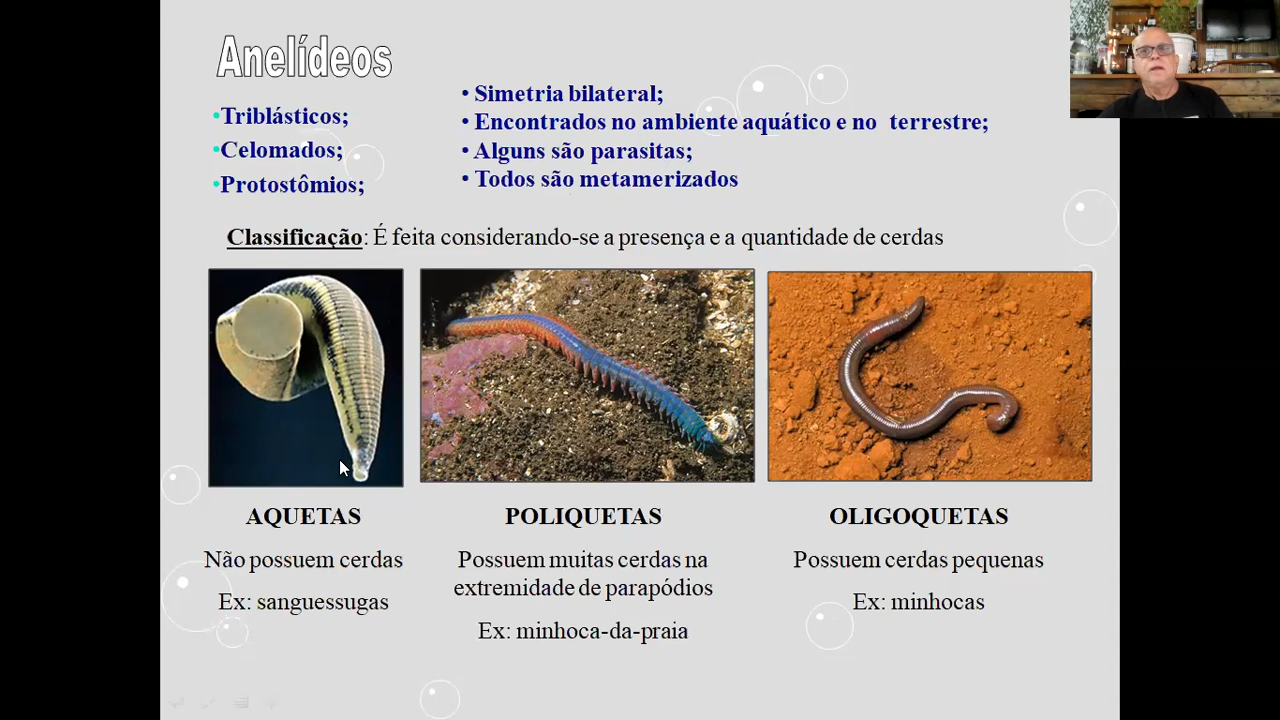 Anelídeos
•Triblásticos;
•Celomados;
•Protostômios;
• Simetria bilateral;
• Encontrados no ambiente aquático e no terrestre;
• Alguns são parasitas;
• Todos são metamerizados
Classificação: É feita considerando-se a presença e a quantidade de cerdas
AQUETAS
Não possuem cerdas
Ex: sanguessugas
POLIQUETAS
Possuem muitas cerdas na
extremidade de parapódios
Ex: minhoca-da-praia
OLIGOQUETAS
Possuem cerdas pequenas
Ex: minhocas